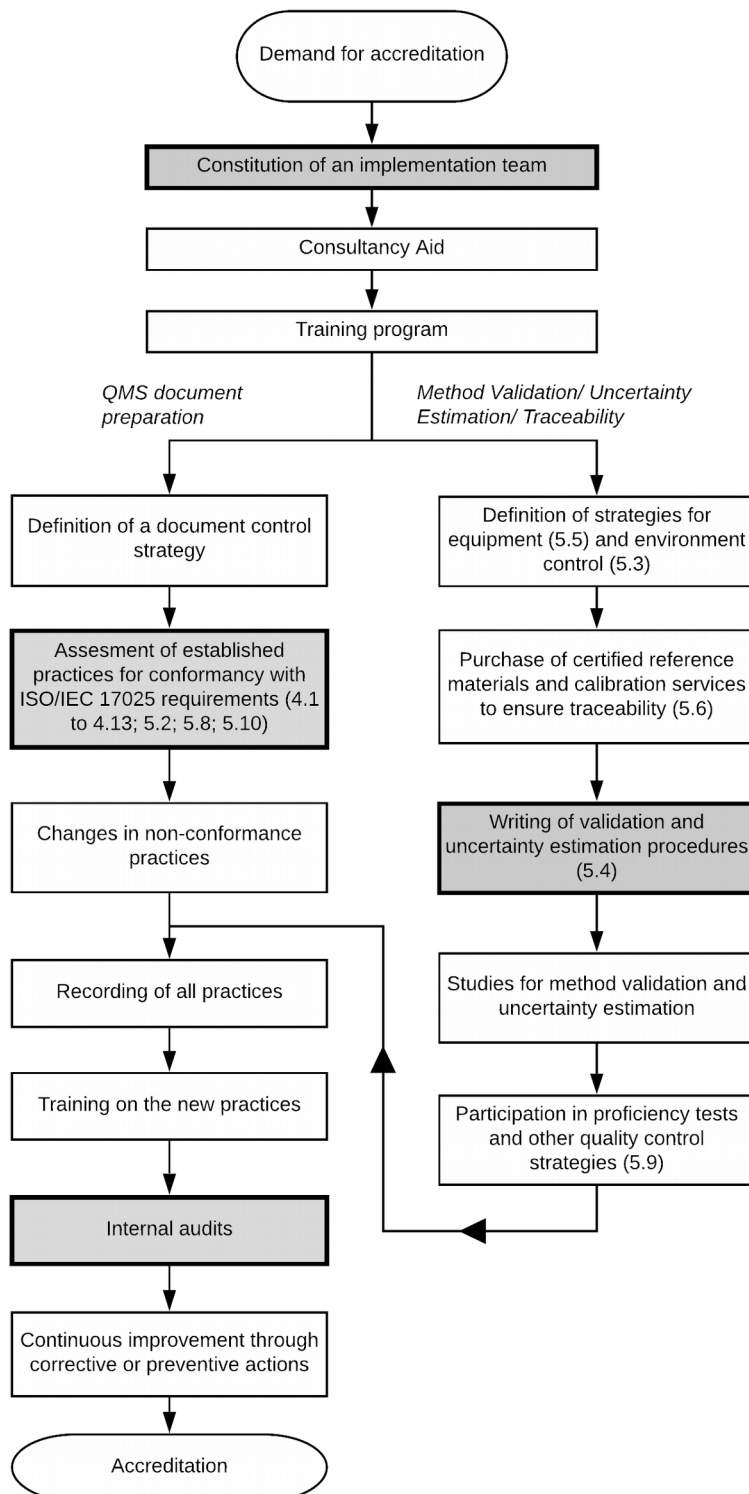 Demand for accreditation
Constitution of an implementation team
Consultancy Aid
Training program
QMS document
preparation
Method Validation/ Uncertainty
Estimation/ Traceability
Definition of a document control
strategy
Assesment of established
practices for conformancy with
ISO/IEC 17025 requirements (4.1
to 4.13; 5.2; 5.8; 5.10)
Changes in non-conformance
practices
Recording of all practices
Training on the new practices
Internal audits
Continuous improvement through
corrective or preventive actions
Accreditation
Definition of strategies for
equipment (5.5) and environment
control (5.3)
Purchase of certified reference
materials and calibration services
to ensure traceability (5.6)
Writing of validation and
uncertainty estimation procedures
(5.4)
Studies for method validation and
uncertainty estimation
Participation in proficiency tests
and other quality control
strategies (5.9)